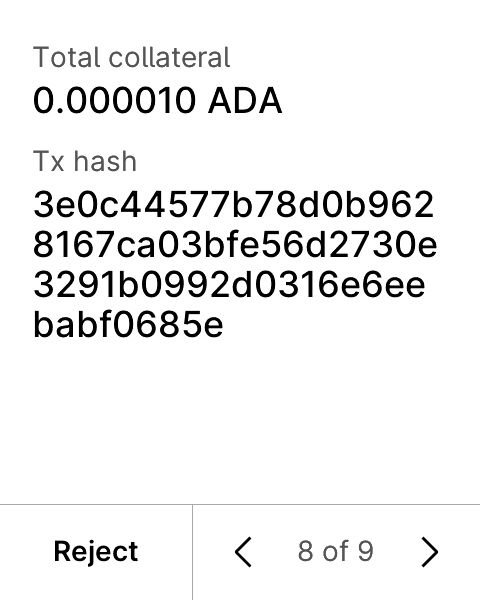 Total collateral
0.000010 ADA
Tx hash
3e0c44577b78d0b962
8167ca03bfe56d2730e
3291b0992d0316e6ee
babf0685e
Reject
8 of 9